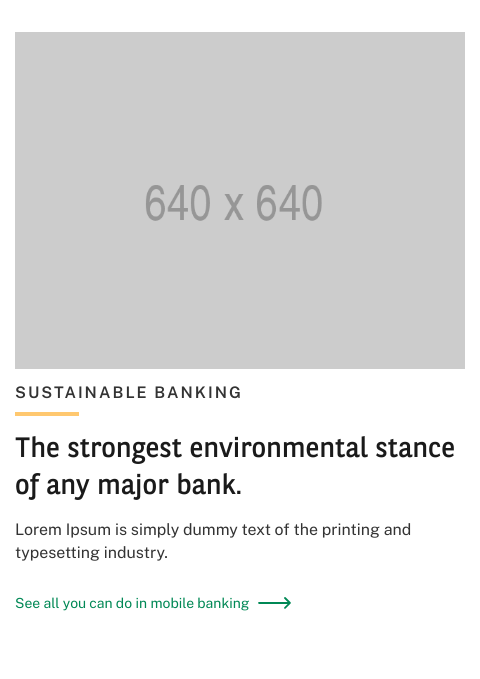 640 x 640
SUSTAINABLE BANKING
The strongest environmental stance
of any major bank.
Lorem Ipsum is simply dummy text of the printing and
typesetting industry.
See all you can do in mobile banking